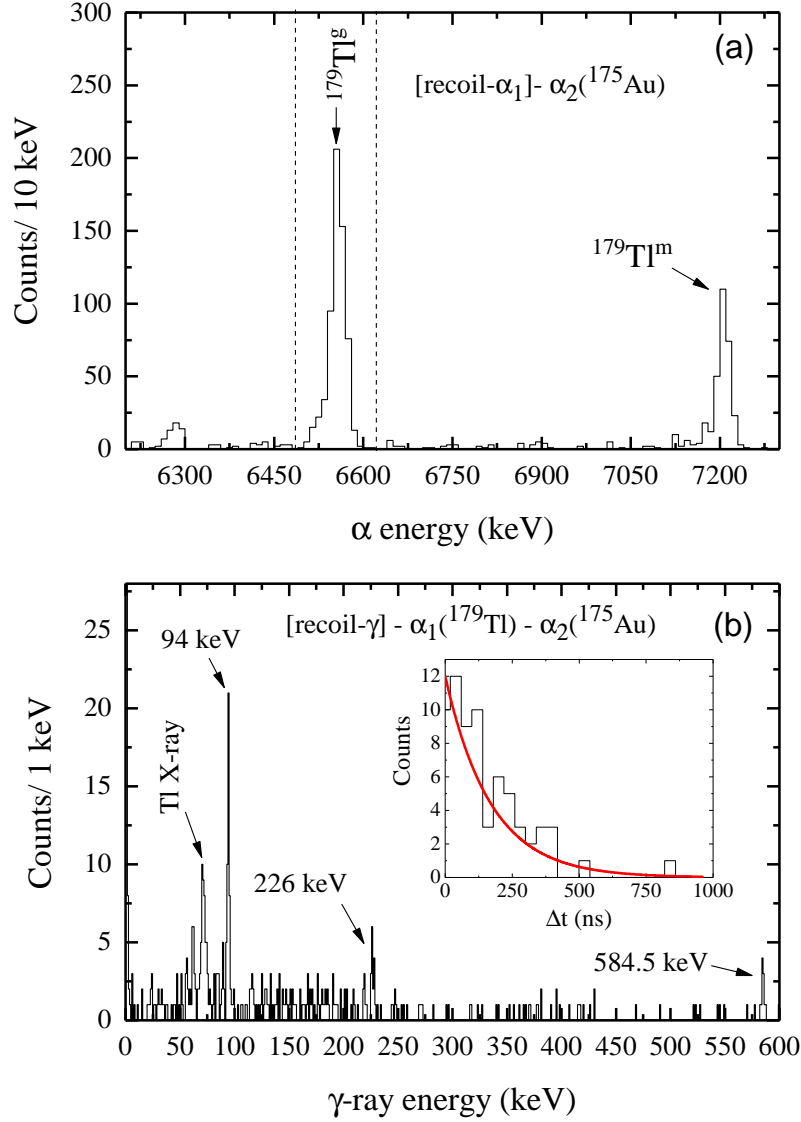 300
250
200
150
100
50
0
Counts/ 10 keV
(a)
[recoil-α₁]- α₂(¹⁷⁵Au)
¹⁷⁹Tlᵍ
¹⁷⁹Tlᵐ
6300 6450 6600 6750 6900 7050 7200
α energy (keV)
25
20
15
10
5
0
Counts/ 1 keV
[recoil-γ] - α₁(¹⁷⁹Tl) - α₂(¹⁷⁵Au)
(b)
94 keV
Tl X-ray
226 keV
584.5 keV
12
10
8
6
4
2
0
Counts
0 250 500 750 1000
Δt (ns)
0 50 100 150 200 250 300 350 400 450 500 550 600
γ-ray energy (keV)